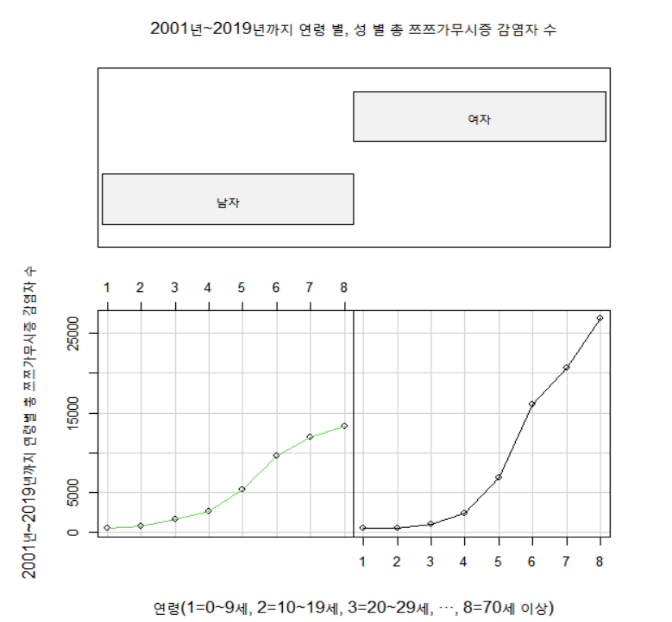 2001년~2019년까지 연령 별, 성 별 총 쯔쯔가무시증 감염자 수
여자
남자
1 2 3 4 5 6 7 8
25000
15000
5000
0
2001년~2019년까지 연령별 총 쯔쯔가무시증 감염자 수
1 2 3 4 5 6 7 8
연령(1=0~9세, 2=10~19세, 3=20~29세, ⋯, 8=70세 이상)